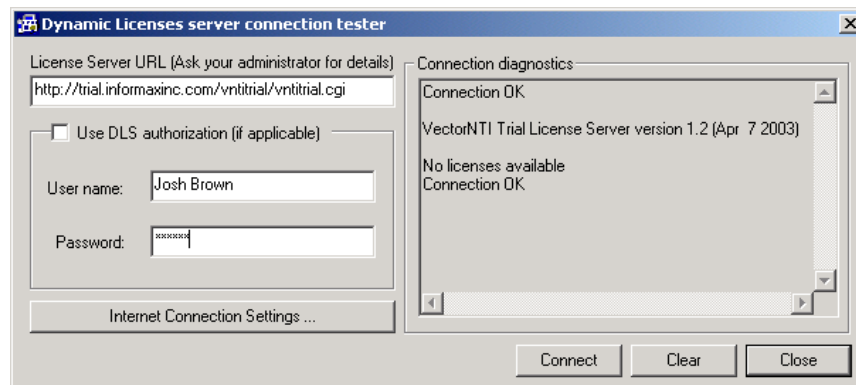 Dynamic Licenses server connection tester
License Server URL (Ask your administrator for details)
http://trial.informaxinc.com/vntitrial/vntitrial.cgi
Use DLS authorization (if applicable)
User name:
Josh Brown
Password:
xxxxxx
Internet Connection Settings ...
Connection diagnostics
Connection OK
VectorNTI Trial License Server version 1.2 (Apr 7 2003)
No licenses available
Connection OK
Connect
Clear
Close